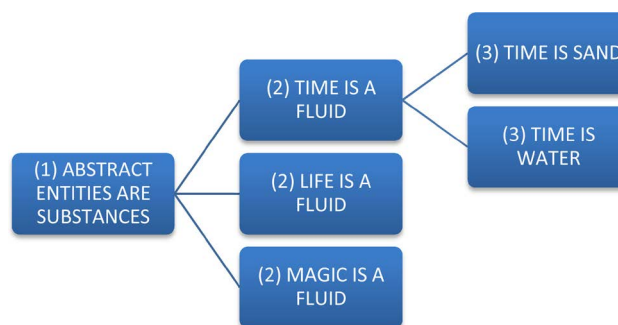 (1) ABSTRACT
ENTITIES ARE
SUBSTANCES
(2) TIME IS A
FLUID
(2) LIFE IS A
FLUID
(2) MAGIC IS A
FLUID
(3) TIME IS SAND
(3) TIME IS
WATER